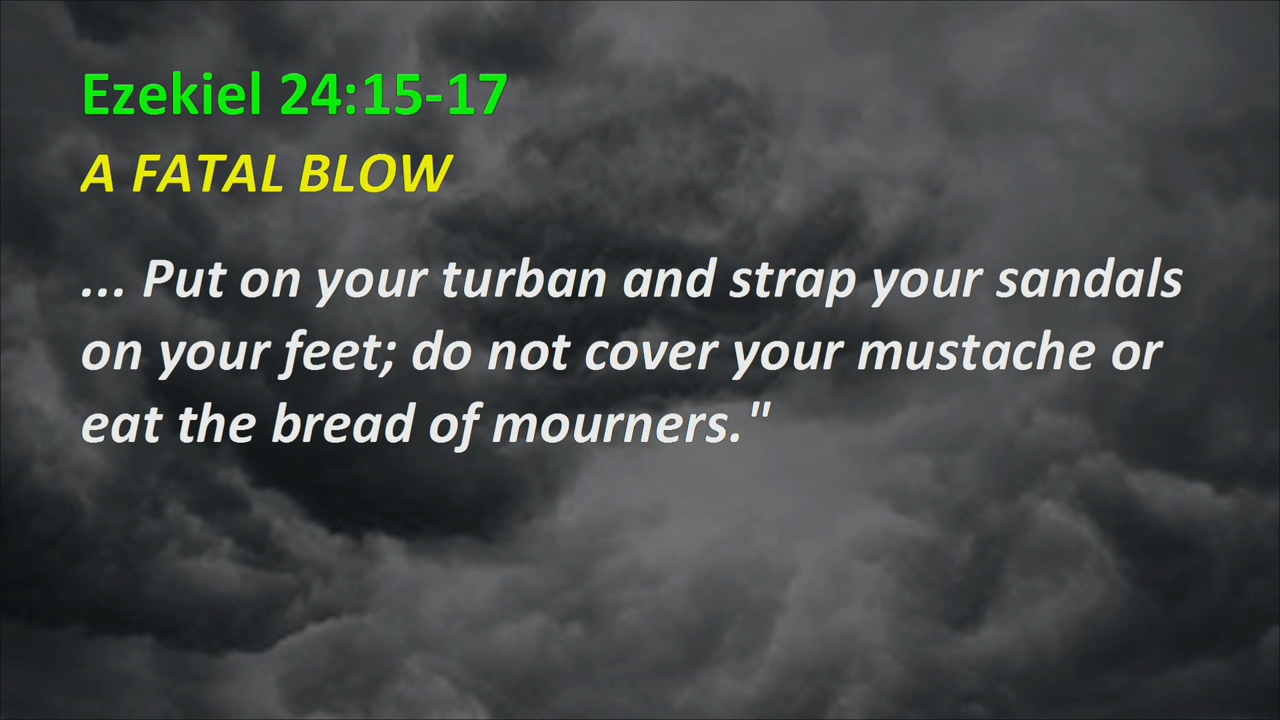 Ezekiel 24:15-17
A FATAL BLOW
... Put on your turban and strap your sandals
on your feet; do not cover your mustache or
eat the bread of mourners."